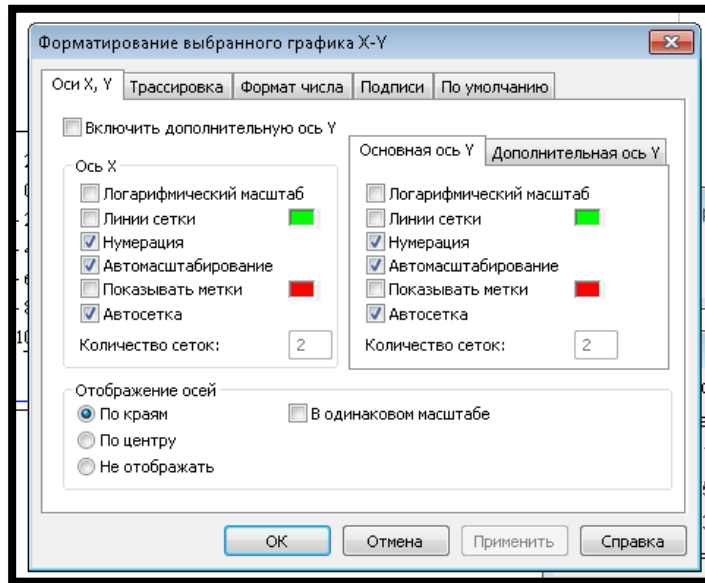 Форматирование выбранного графика X-Y
Оси X, Y Трассировка Формат числа Подписи По умолчанию
Включить дополнительную ось Y
Ось X
Логарифмический масштаб
Линии сетки
Нумерация
Автомасштабирование
Показывать метки
Автосетка
Количество сеток: 2
Основная ось Y Дополнительная ось Y
Логарифмический масштаб
Линии сетки
Нумерация
Автомасштабирование
Показывать метки
Автосетка
Количество сеток: 2
Отображение осей
По краям
В одинаковом масштабе
По центру
Не отображать
ОК Отмена Применить Справка